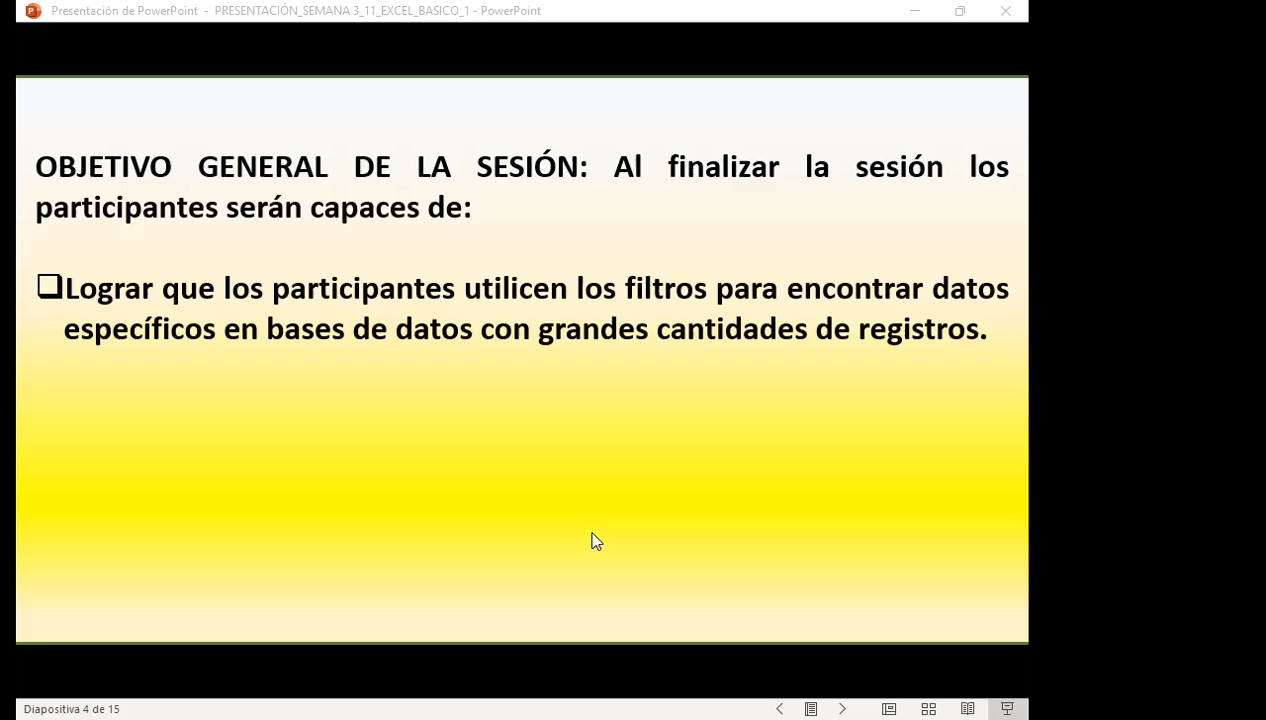 Presentación de PowerPoint - PRESENTACIÓN_SEMANA 3_11_EXCEL_BASICO_1 - PowerPoint
OBJETIVO GENERAL DE LA SESIÓN: Al finalizar la sesión los
participantes serán capaces de:
Lograr que los participantes utilicen los filtros para encontrar datos
específicos en bases de datos con grandes cantidades de registros.
Diapositiva 4 de 15